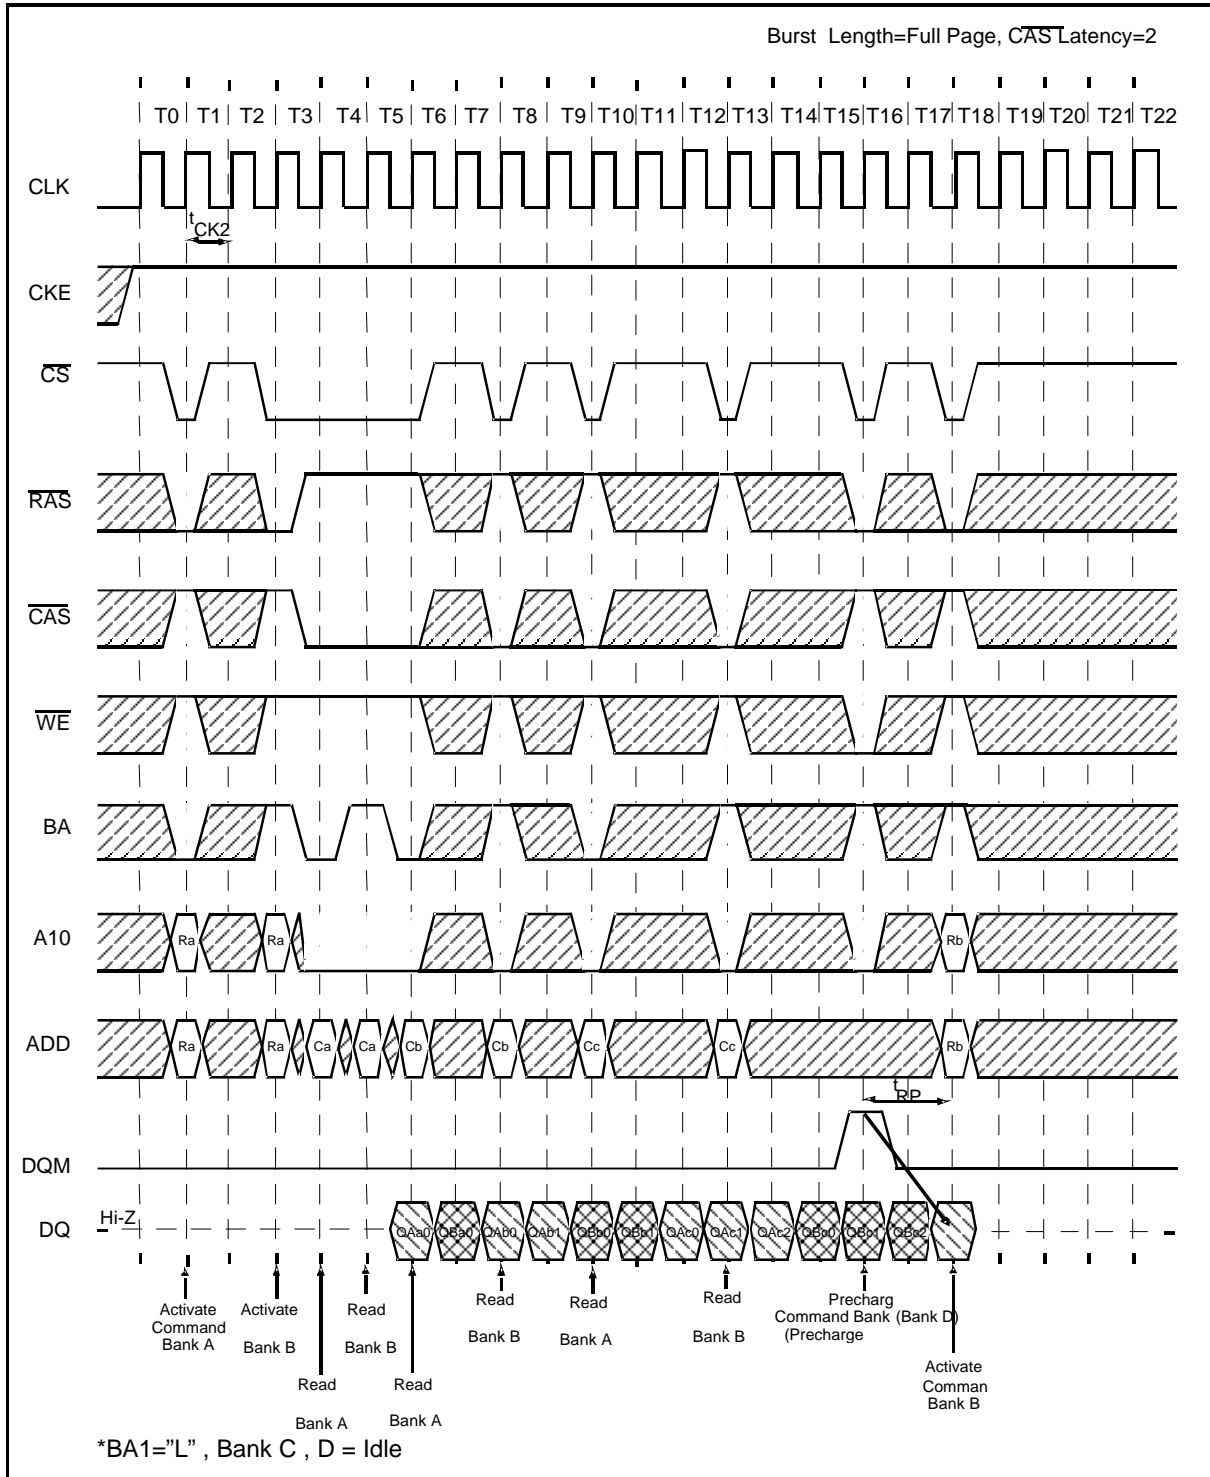 Burst Length=Full Page, CAS Latency=2
T0 T1 T2 T3 T4 T5 T6 T7 T8 T9 T10 T11 T12 T13 T14 T15 T16 T17 T18 T19 T20 T21 T22
CLK
tCK2
CKE
CS
RAS
CAS
WE
BA
A10
Ra Ra Rb
ADD
Ra Ra Ca Ca Cb Cb Cc Cc Rb
tRP
DQM
Hi-Z
DQ
QAa0 QBa0 QAb0 QAb1 QBb0 QBb1 QAc0 QAc1 QAc2 QBc0 QBc1 QBc2
Activate
Command
Bank A
Activate
Bank B
Read
Bank A
Read
Bank B
Read
Bank A
Read
Bank B
Read
Bank A
Read
Bank B
Precharg
Command Bank (Bank D)
(Precharge
Activate
Comman
Bank B
*BA1=”L” , Bank C , D = Idle